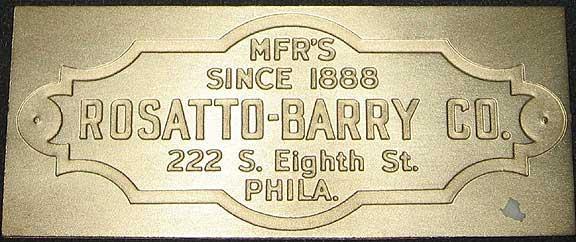 MFR'S
SINCE 1888
ROSATTO-BARRY CO.
222 S. Eighth St.
PHILA.